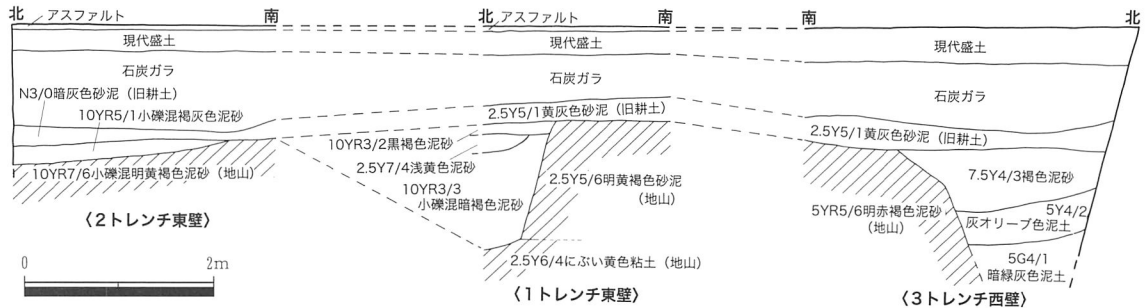 北
アスファルト
南
現代盛土
石炭ガラ
N3/0暗灰色砂泥（旧耕土）
10YR5/1小礫混褐灰色泥砂
10YR7/6小礫混明黄褐色泥砂（地山）
〈2トレンチ東壁〉
0
2m
北
アスファルト
南
現代盛土
石炭ガラ
2.5Y5/1黄灰色砂泥（旧耕土）
10YR3/2黒褐色泥砂
2.5Y7/4浅黄色泥砂
10YR3/3
小礫混暗褐色泥砂
2.5Y5/6明黄褐色砂泥
（地山）
2.5Y6/4にぶい黄色粘土（地山）
〈1トレンチ東壁〉
南
北
現代盛土
石炭ガラ
2.5Y5/1黄灰色砂泥（旧耕土）
7.5Y4/3褐色泥砂
5YR5/6明赤褐色泥砂
（地山）
5Y4/2
灰オリーブ色泥土
5G4/1
暗緑灰色泥土
〈3トレンチ西壁〉